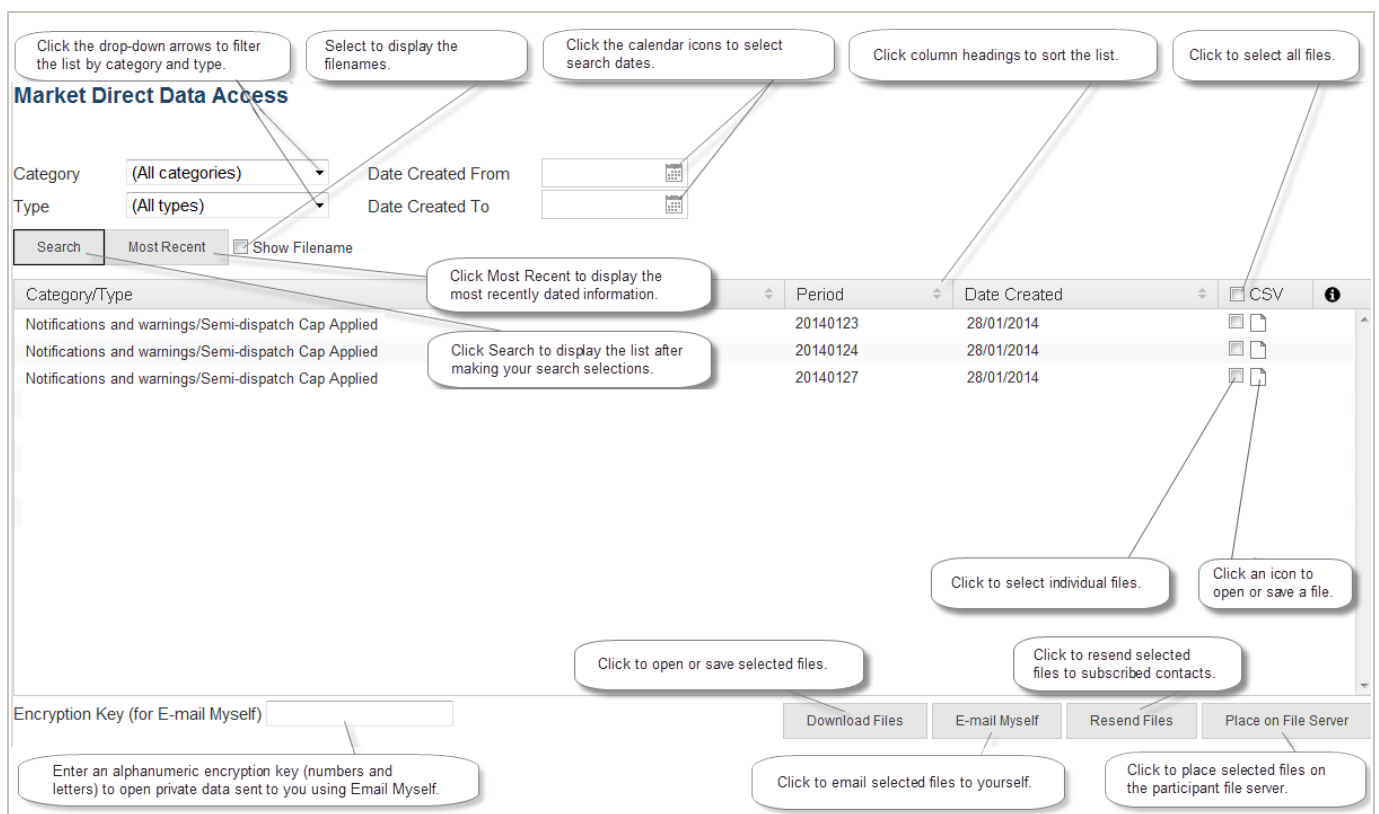 Click the drop-down arrows to filter
the list by category and type.
Select to display the
filenames.
Click the calendar icons to select
search dates.
Click column headings to sort the list.
Click to select all files.
Market Direct Data Access
Category (All categories) Date Created From
Type (All types) Date Created To
Search Most Recent Show Filename
Click Most Recent to display the
most recently dated information.
Category/Type Period Date Created CSV
Notifications and warnings/Semi-dispatch Cap Applied 20140123 28/01/2014
Notifications and warnings/Semi-dispatch Cap Applied 20140124 28/01/2014
Notifications and warnings/Semi-dispatch Cap Applied 20140127 28/01/2014
Click Search to display the list after
making your search selections.
Click to select individual files.
Click an icon to
open or save a file.
Click to open or save selected files.
Click to resend selected
files to subscribed contacts.
Encryption Key (for E-mail Myself)
Download Files E-mail Myself Resend Files Place on File Server
Enter an alphanumeric encryption key (numbers and
letters) to open private data sent to you using Email Myself.
Click to email selected files to yourself.
Click to place selected files on
the participant file server.